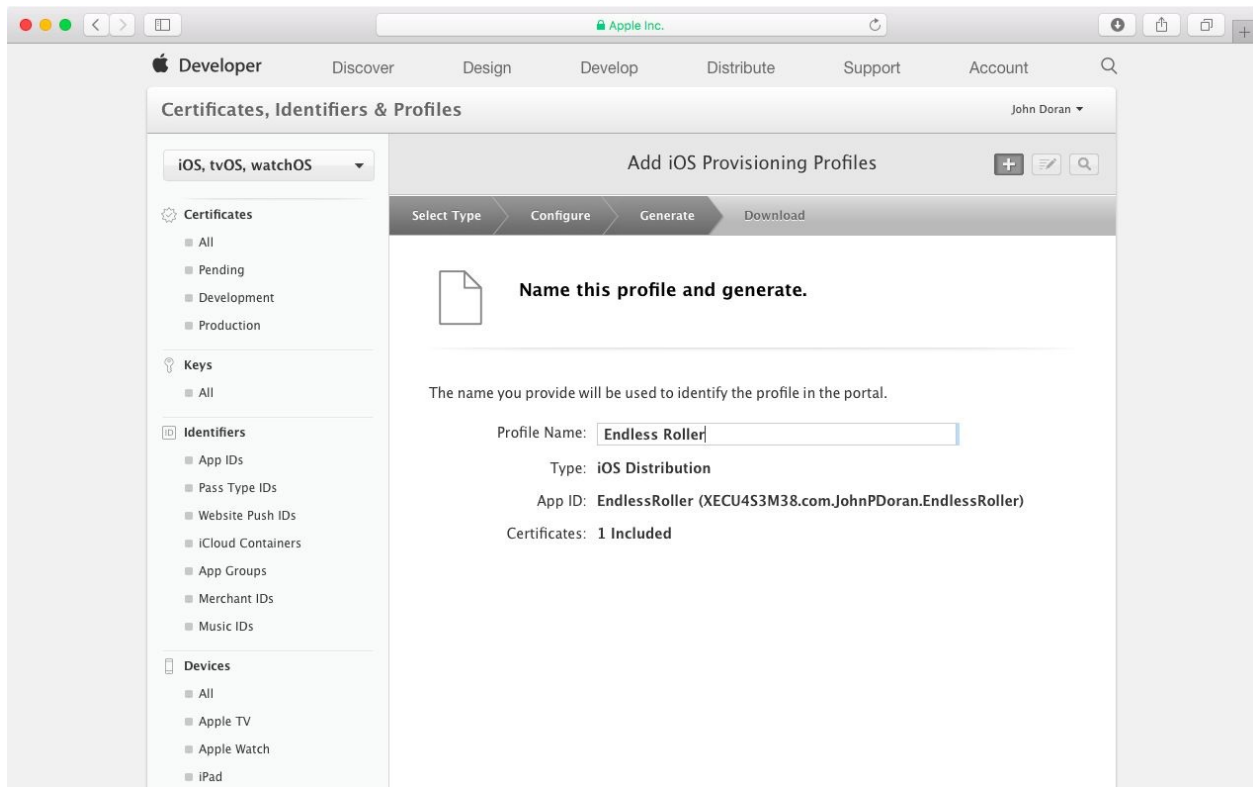 Apple Inc.
Developer Discover Design Develop Distribute Support Account
Certificates, Identifiers & Profiles John Doran
iOS, tvOS, watchOS
Add iOS Provisioning Profiles
Select Type Configure Generate Download
Certificates
All
Pending
Development
Production
Keys
All
ID Identifiers
App IDs
Pass Type IDs
Website Push IDs
iCloud Containers
App Groups
Merchant IDs
Music IDs
Devices
All
Apple TV
Apple Watch
iPad
Name this profile and generate.
The name you provide will be used to identify the profile in the portal.
Profile Name: Endless Roller
Type: iOS Distribution
App ID: EndlessRoller (XECU4S3M38.com.JohnPDoran.EndlessRoller)
Certificates: 1 Included